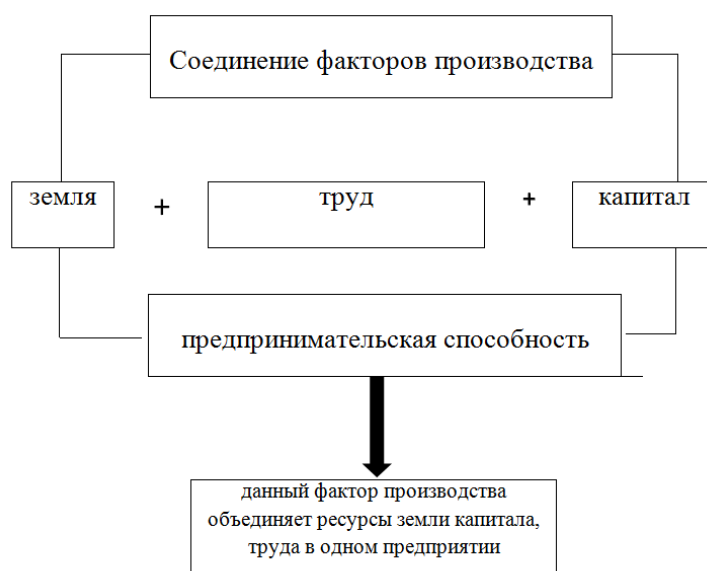 Соединение факторов производства
земля + труд + капитал
предпринимательская способность
данный фактор производства
объединяет ресурсы земли капитала,
труда в одном предприятии